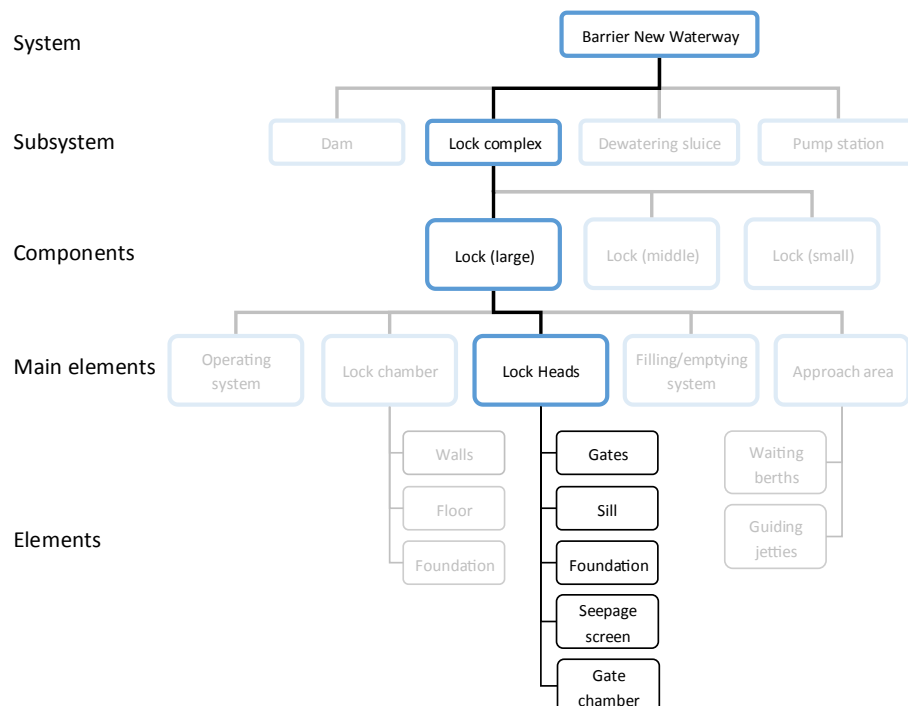 System
Barrier New Waterway
Subsystem
Dam
Lock complex
Dewatering sluice
Pump station
Components
Lock (large)
Lock (middle)
Lock (small)
Main elements
Operating
system
Lock chamber
Lock Heads
Filling/emptying
system
Approach area
Elements
Walls
Floor
Foundation
Gates
Sill
Foundation
Seepage
screen
Gate
chamber
Waiting
berths
Guiding
jetties